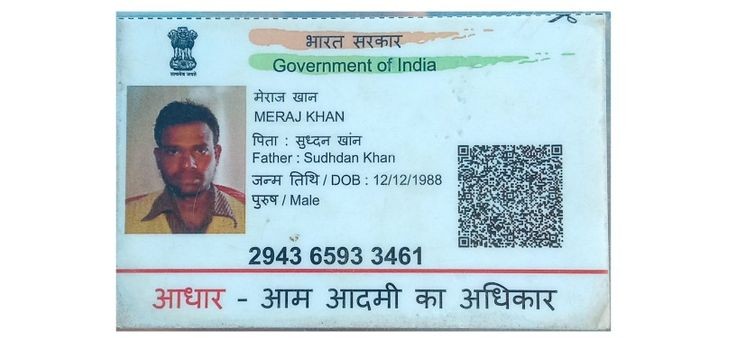 भारत सरकार
Government of India
सत्यमेव जयते
मेराज खान
MERAJ KHAN
पिता : सुध्दन खांन
Father : Sudhdan Khan
जन्म तिथि / DOB : 12/12/1988
पुरुष / Male
2943 6593 3461
आधार - आम आदमी का अधिकार